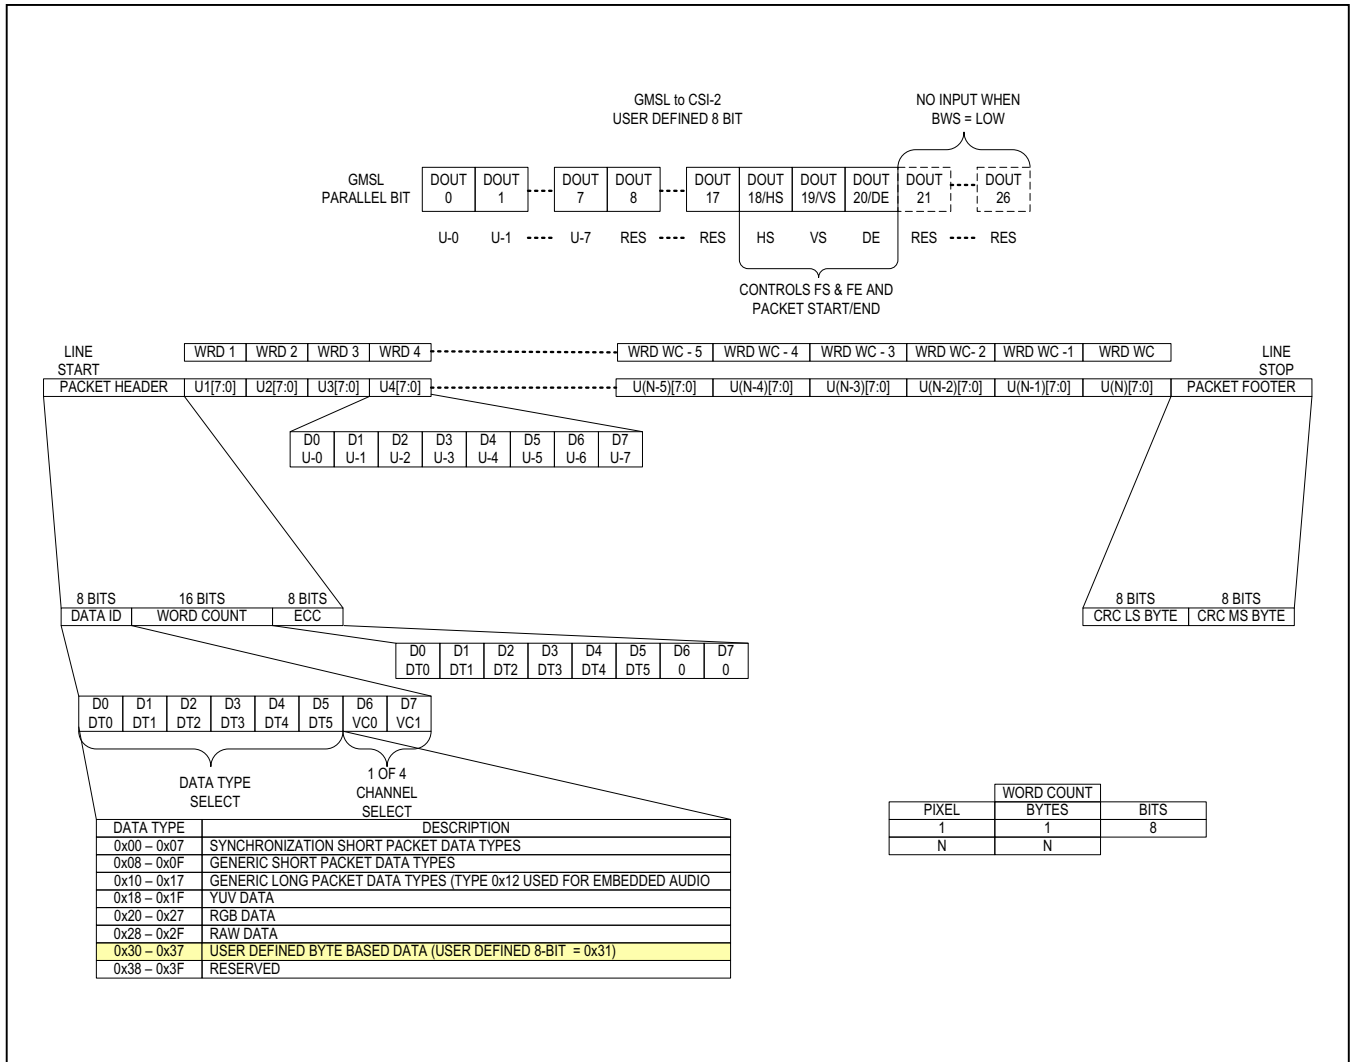 GMSL to CSI-2
USER DEFINED 8 BIT
NO INPUT WHEN
BWS = LOW
GMSL
PARALLEL BIT
DOUT 0 DOUT 1 DOUT 7 DOUT 8 DOUT 17 DOUT 18/HS DOUT 19/VS DOUT 20/DE DOUT 21 DOUT 26
U-0 U-1 U-7 RES RES HS VS DE RES RES
CONTROLS FS & FE AND
PACKET START/END
LINE
START
WRD 1 WRD 2 WRD 3 WRD 4 WRD WC - 5 WRD WC - 4 WRD WC - 3 WRD WC- 2 WRD WC -1 WRD WC
LINE
STOP
PACKET HEADER U1[7:0] U2[7:0] U3[7:0] U4[7:0] U(N-5)[7:0] U(N-4)[7:0] U(N-3)[7:0] U(N-2)[7:0] U(N-1)[7:0] U(N)[7:0] PACKET FOOTER
D0 D1 D2 D3 D4 D5 D6 D7
U-0 U-1 U-2 U-3 U-4 U-5 U-6 U-7
8 BITS 16 BITS 8 BITS
DATA ID WORD COUNT ECC
8 BITS 8 BITS
CRC LS BYTE CRC MS BYTE
D0 D1 D2 D3 D4 D5 D6 D7
DT0 DT1 DT2 DT3 DT4 DT5 0 0
D0 D1 D2 D3 D4 D5 D6 D7
DT0 DT1 DT2 DT3 DT4 DT5 VC0 VC1
DATA TYPE
SELECT
1 OF 4
CHANNEL
SELECT
DATA TYPE DESCRIPTION
0x00 – 0x07 SYNCHRONIZATION SHORT PACKET DATA TYPES
0x08 – 0x0F GENERIC SHORT PACKET DATA TYPES
0x10 – 0x17 GENERIC LONG PACKET DATA TYPES (TYPE 0x12 USED FOR EMBEDDED AUDIO
0x18 – 0x1F YUV DATA
0x20 – 0x27 RGB DATA
0x28 – 0x2F RAW DATA
0x30 – 0x37 USER DEFINED BYTE BASED DATA (USER DEFINED 8-BIT = 0x31)
0x38 – 0x3F RESERVED
WORD COUNT
PIXEL BYTES BITS
1 1 8
N N